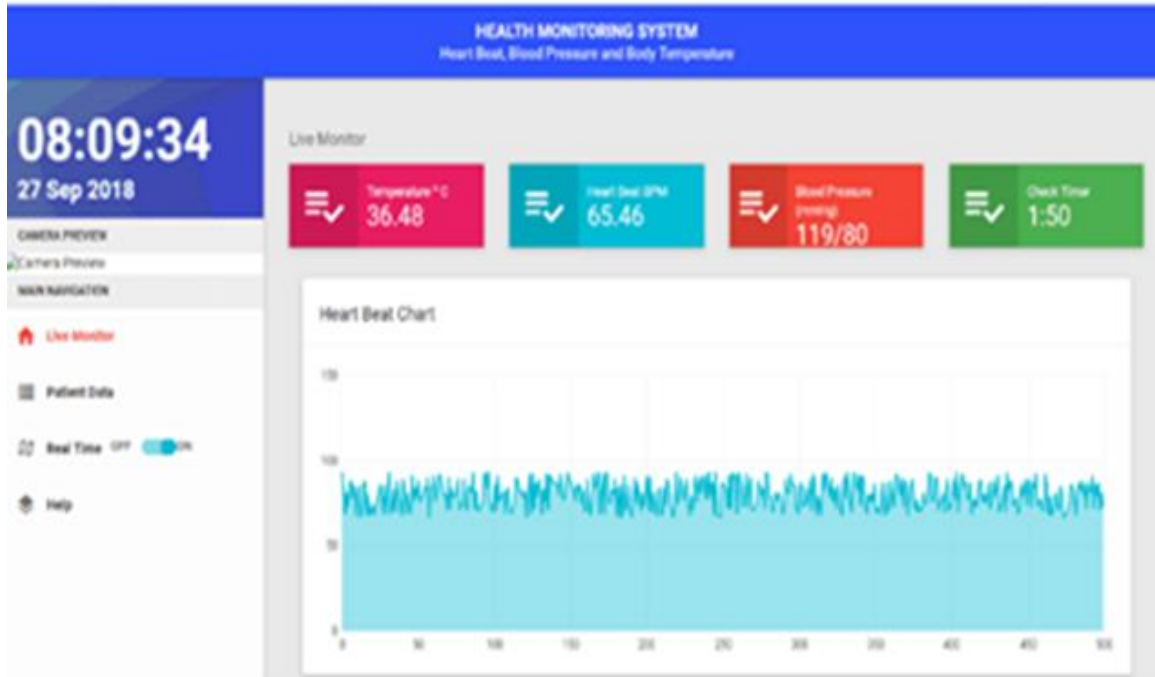 HEALTH MONITORING SYSTEM
Heart Beat, Blood Pressure and Body Temperature
08:09:34
27 Sep 2018
CAMERA PREVIEW
Camera Preview
MAIN NAVIGATION
Live Monitor
Patient Data
Real Time OFF ON
Help
Live Monitor
Temperature ° C
36.48
Heart Beat BPM
65.46
Blood Pressure
(mmHg)
119/80
Check Timer
1:50
Heart Beat Chart
150
100
50
0
0 50 100 150 200 250 300 350 400 450 500